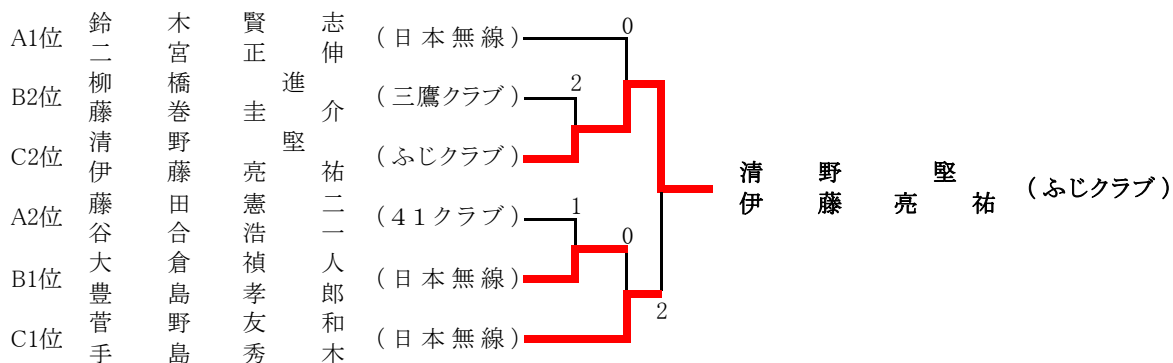 鈴木賢志
A1位 (日本無線) 0
二宮正伸
柳橋進
B2位 (三鷹クラブ) 2
藤巻圭介
清野堅
C2位 (ふじクラブ)
伊藤亮祐
清野堅
伊藤亮祐 (ふじクラブ)
藤田憲二
A2位 (41クラブ) 1
谷合浩一
0
大倉禎人
B1位 (日本無線)
豊島孝郎
2
菅野友和
C1位 (日本無線)
手島秀木